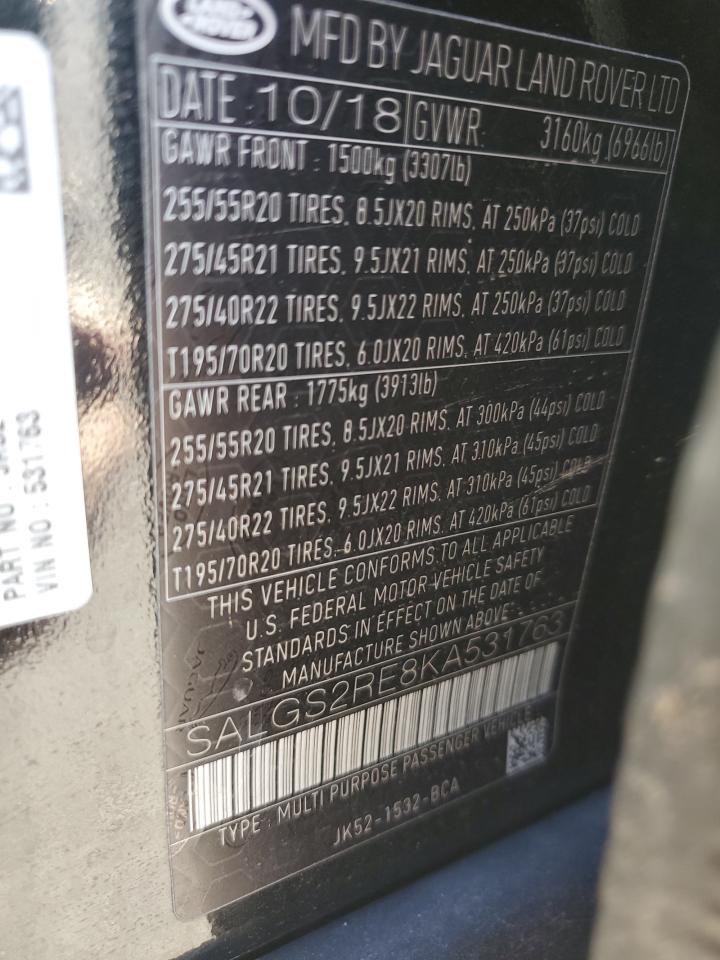 LAND
ROVER
MFD BY JAGUAR LAND ROVER LTD
DATE 10/18 GVWR: 3160kg (6966lb)
GAWR FRONT : 1500kg (3307lb)
255/55R20 TIRES, 8.5JX20 RIMS, AT 250kPa (37psi) COLD
275/45R21 TIRES, 9.5JX21 RIMS, AT 250kPa (37psi) COLD
275/40R22 TIRES, 9.5JX22 RIMS, AT 250kPa (37psi) COLD
T195/70R20 TIRES, 6.0JX20 RIMS, AT 420kPa (61psi) COLD
GAWR REAR : 1775kg (3913lb)
255/55R20 TIRES, 8.5JX20 RIMS, AT 300kPa (44psi) COLD
275/45R21 TIRES, 9.5JX21 RIMS, AT 310kPa (45psi) COLD
275/40R22 TIRES, 9.5JX22 RIMS, AT 310kPa (45psi) COLD
T195/70R20 TIRES, 6.0JX20 RIMS, AT 420kPa (61psi) COLD
THIS VEHICLE CONFORMS TO ALL APPLICABLE
U.S. FEDERAL MOTOR VEHICLE SAFETY
STANDARDS IN EFFECT ON THE DATE OF
MANUFACTURE SHOWN ABOVE
SALGS2RE8KA531763
TYPE : MULTI PURPOSE PASSENGER VEHICLE
JK52-1532-BCA
PART NO :
VIN NO : 531763